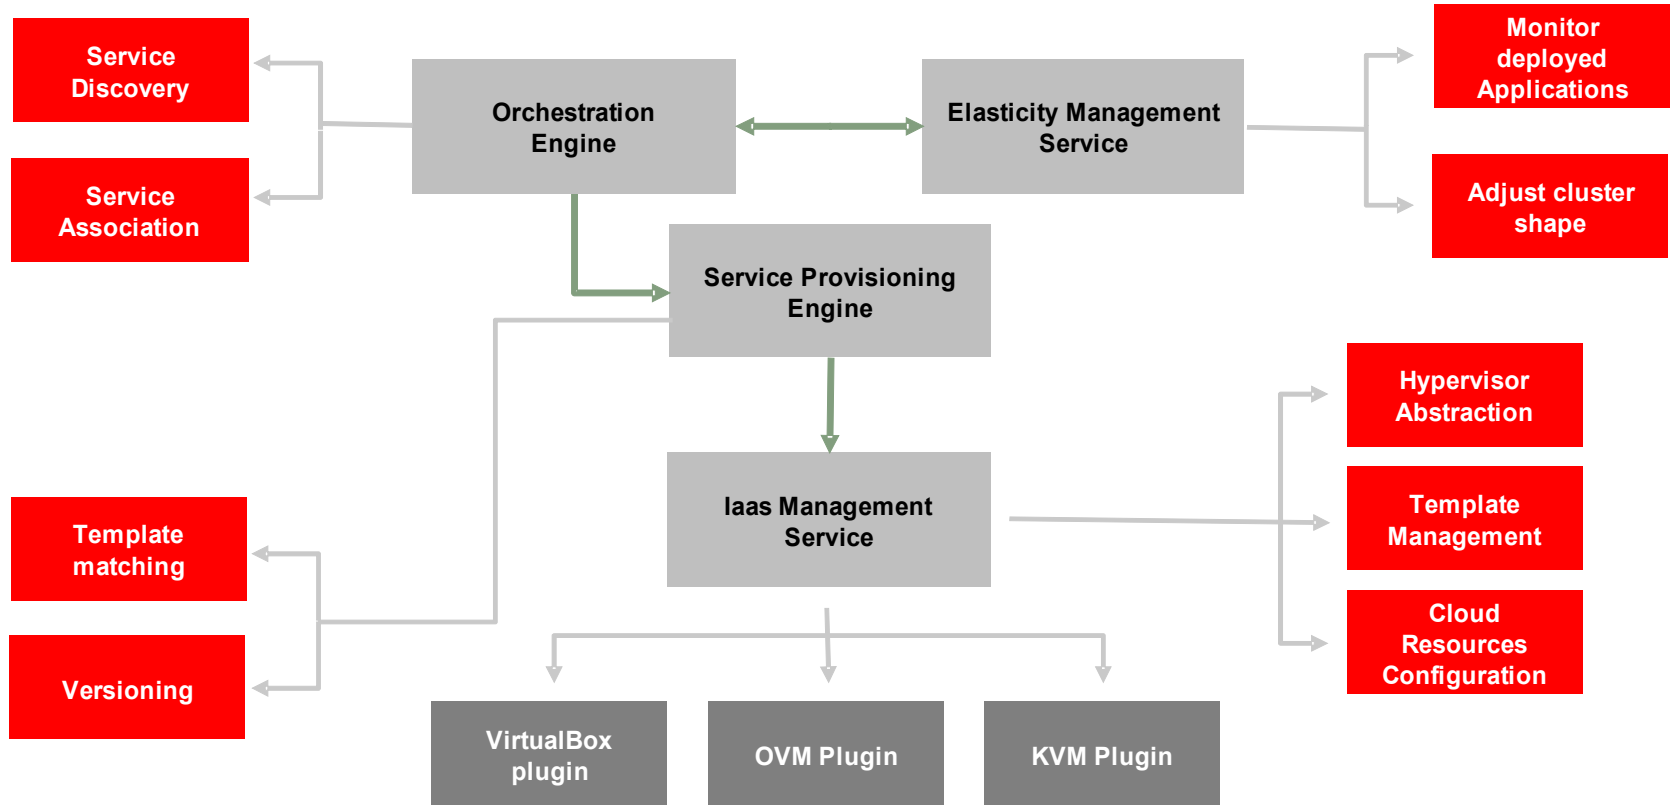 Service
Discovery
Orchestration
Engine
Elasticity Management
Service
Monitor
deployed
Applications
Service
Association
Adjust cluster
shape
Service Provisioning
Engine
Hypervisor
Abstraction
Iaas Management
Service
Template
Management
Template
matching
Cloud
Resources
Configuration
Versioning
VirtualBox
plugin
OVM Plugin
KVM Plugin